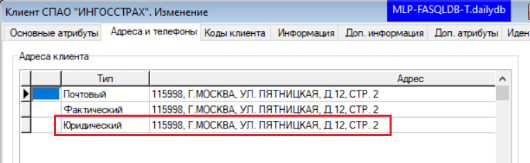 Клиент СПАО "ИНГОССТРАХ". Изменение
MLP-FASQLDB-T.dailydb
Основные атрибуты Адреса и телефоны Коды клиента Информация Доп. информация Доп. атрибуты Иден
Адреса клиента
Тип Адрес
Почтовый 115998, Г.МОСКВА, УЛ. ПЯТНИЦКАЯ, Д.12, СТР. 2
Фактический 115998, Г.МОСКВА, УЛ. ПЯТНИЦКАЯ, Д.12, СТР. 2
Юридический 115998, Г.МОСКВА, УЛ. ПЯТНИЦКАЯ, Д.12, СТР. 2